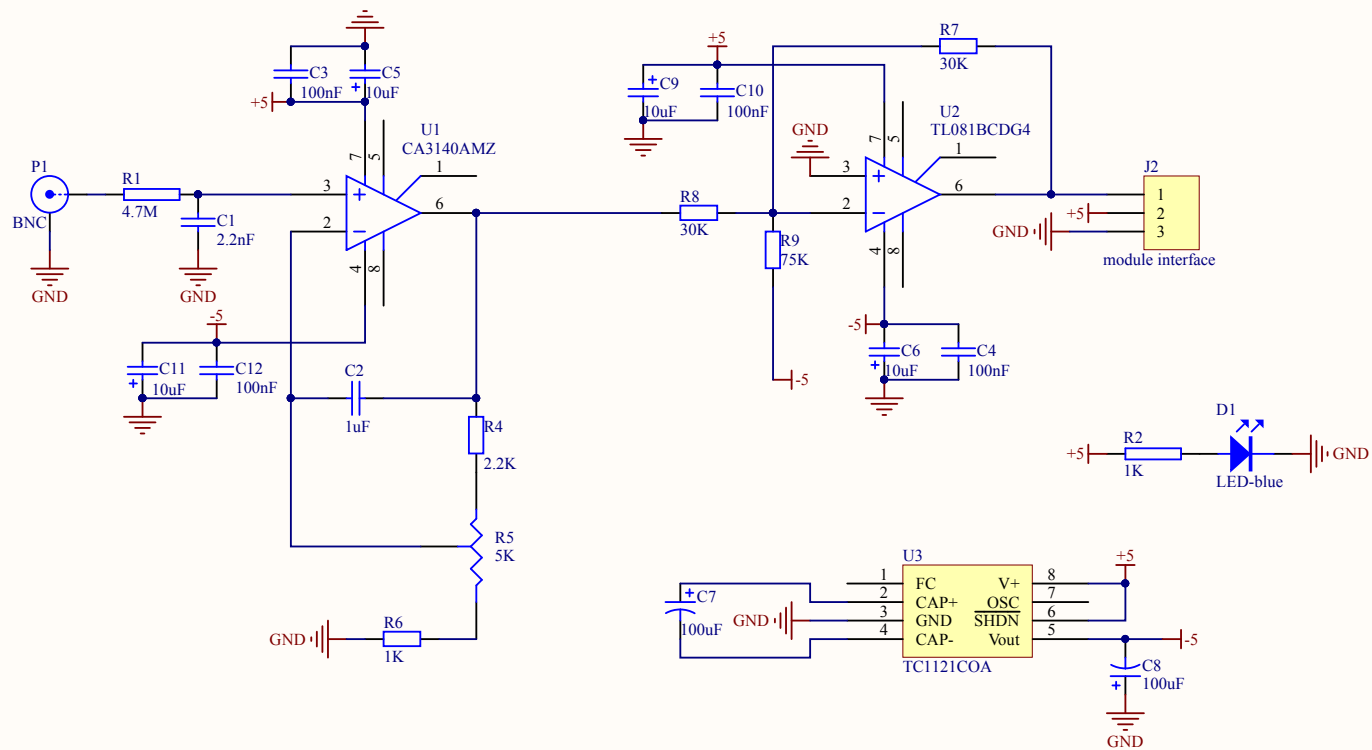 P1
BNC
GND
R1
4.7M
C1
2.2nF
GND
C3
100nF
C5
10uF
+
+5
U1
CA3140AMZ
7
5
1
3
+
2
−
6
4
8
-5
C11
10uF
+
C12
100nF
C2
1uF
R4
2.2K
R5
5K
R6
1K
GND
R8
30K
R9
75K
-5
+5
C9
10uF
+
C10
100nF
R7
30K
U2
TL081BCDG4
GND
7
5
1
3
+
2
−
6
4
8
-5
C6
10uF
+
C4
100nF
J2
1
2
3
+5
GND
module interface
D1
R2
1K
+5
LED-blue
GND
U3
1
FC
V+
8
2
CAP+
OSC
7
3
GND
SHDN
6
4
CAP-
Vout
5
TC1121COA
C7
100uF
+
GND
+5
-5
C8
100uF
+
GND